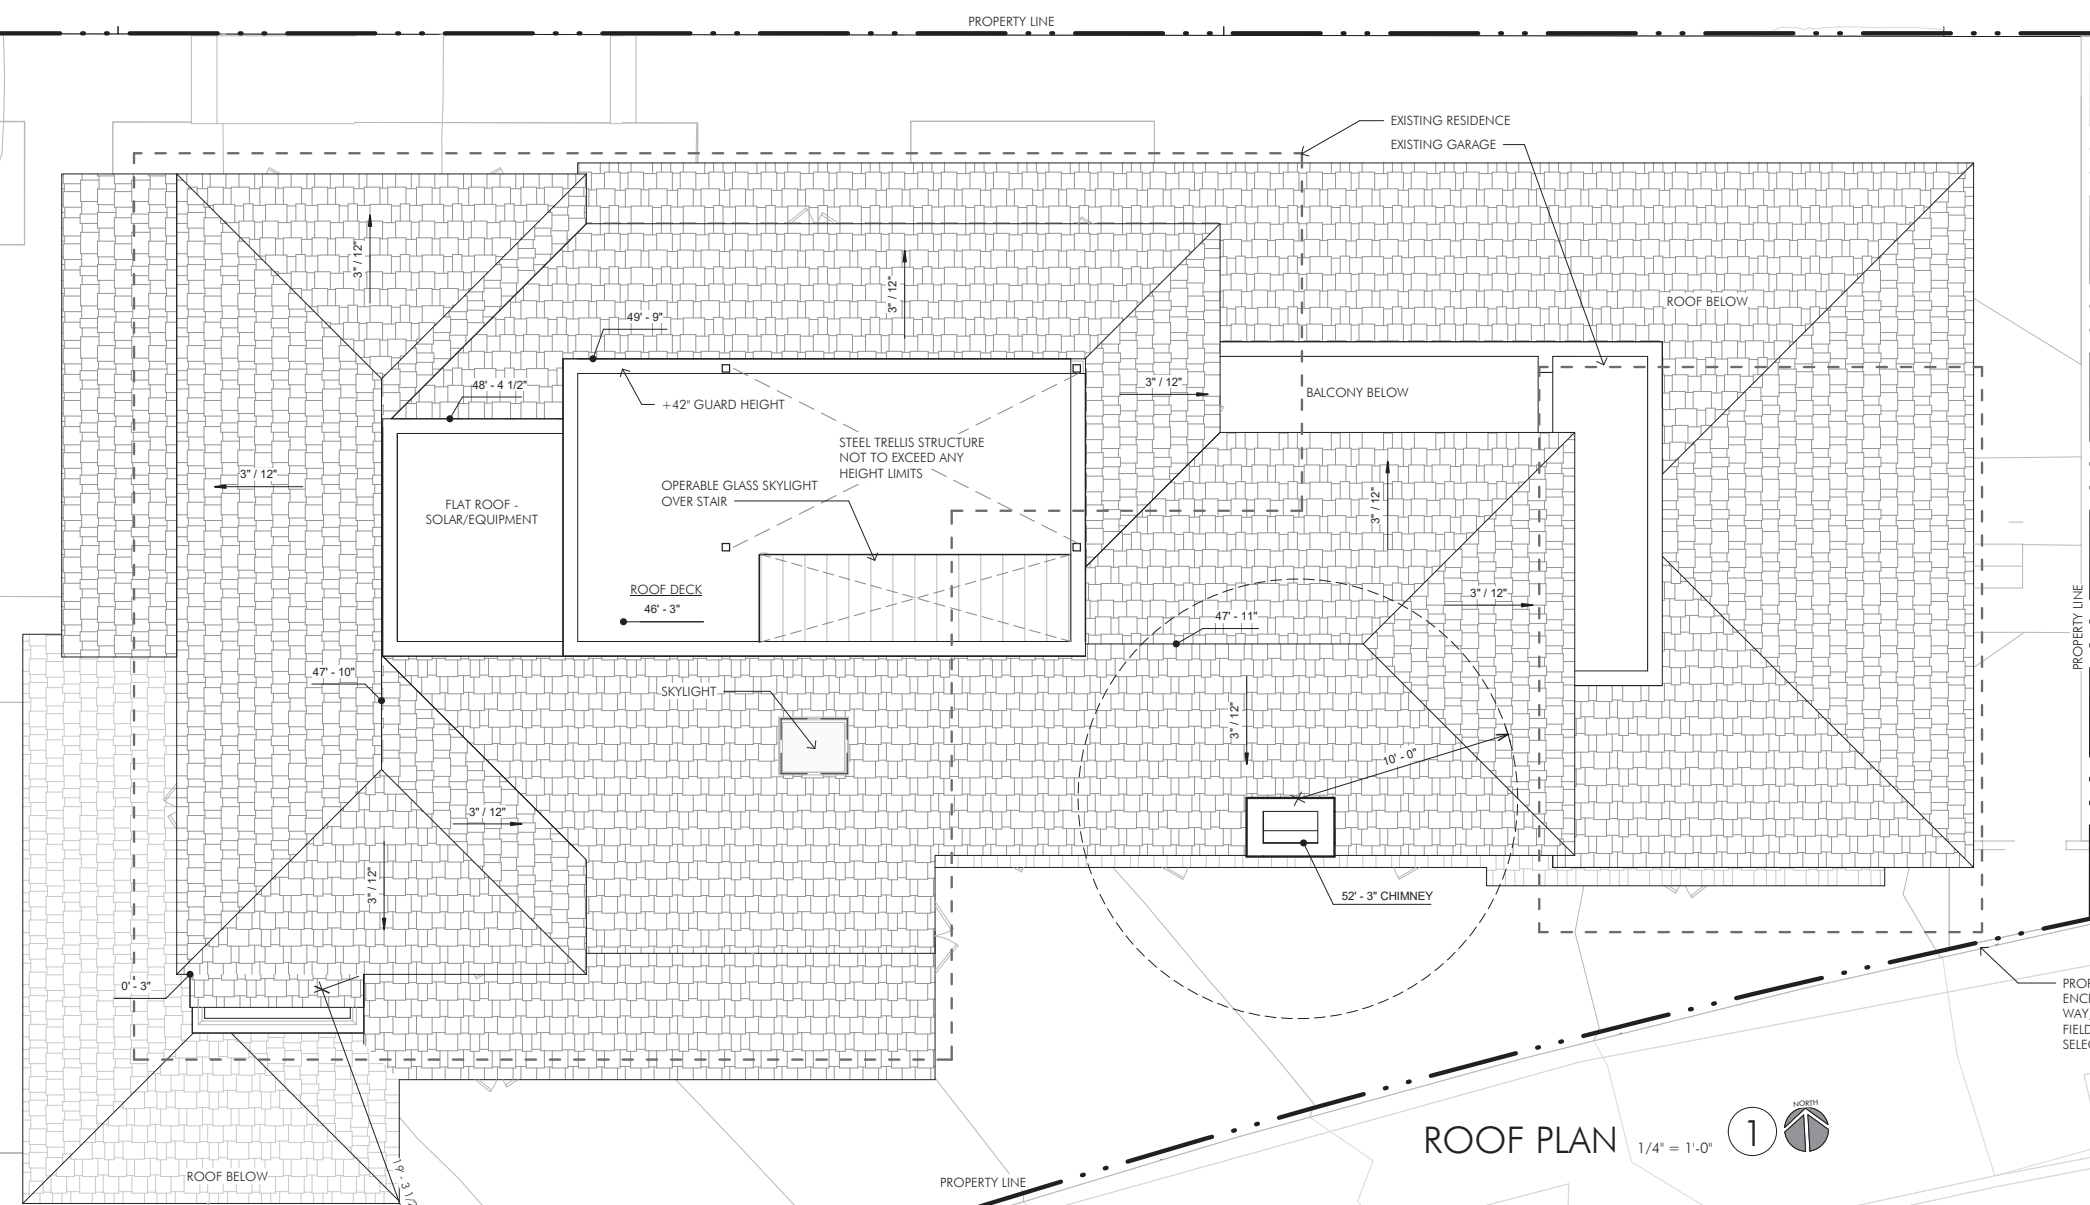 PROPERTY LINE
EXISTING RESIDENCE
EXISTING GARAGE
3" / 12"
3" / 12"
ROOF BELOW
49' - 9"
48' - 4 1/2"
+42" GUARD HEIGHT
3" / 12"
BALCONY BELOW
STEEL TRELLIS STRUCTURE
NOT TO EXCEED ANY
HEIGHT LIMITS
3" / 12"
OPERABLE GLASS SKYLIGHT
OVER STAIR
FLAT ROOF -
SOLAR/EQUIPMENT
3" / 12"
ROOF DECK
46' - 3"
3" / 12"
47' - 11"
PROPERTY LINE
47' - 10"
SKYLIGHT
3" / 12"
10' - 0"
3" / 12"
3" / 12"
52' - 3" CHIMNEY
0' - 3"
ROOF BELOW
PROPERTY LINE
ROOF PLAN
1/4" = 1'-0"
1
NORTH